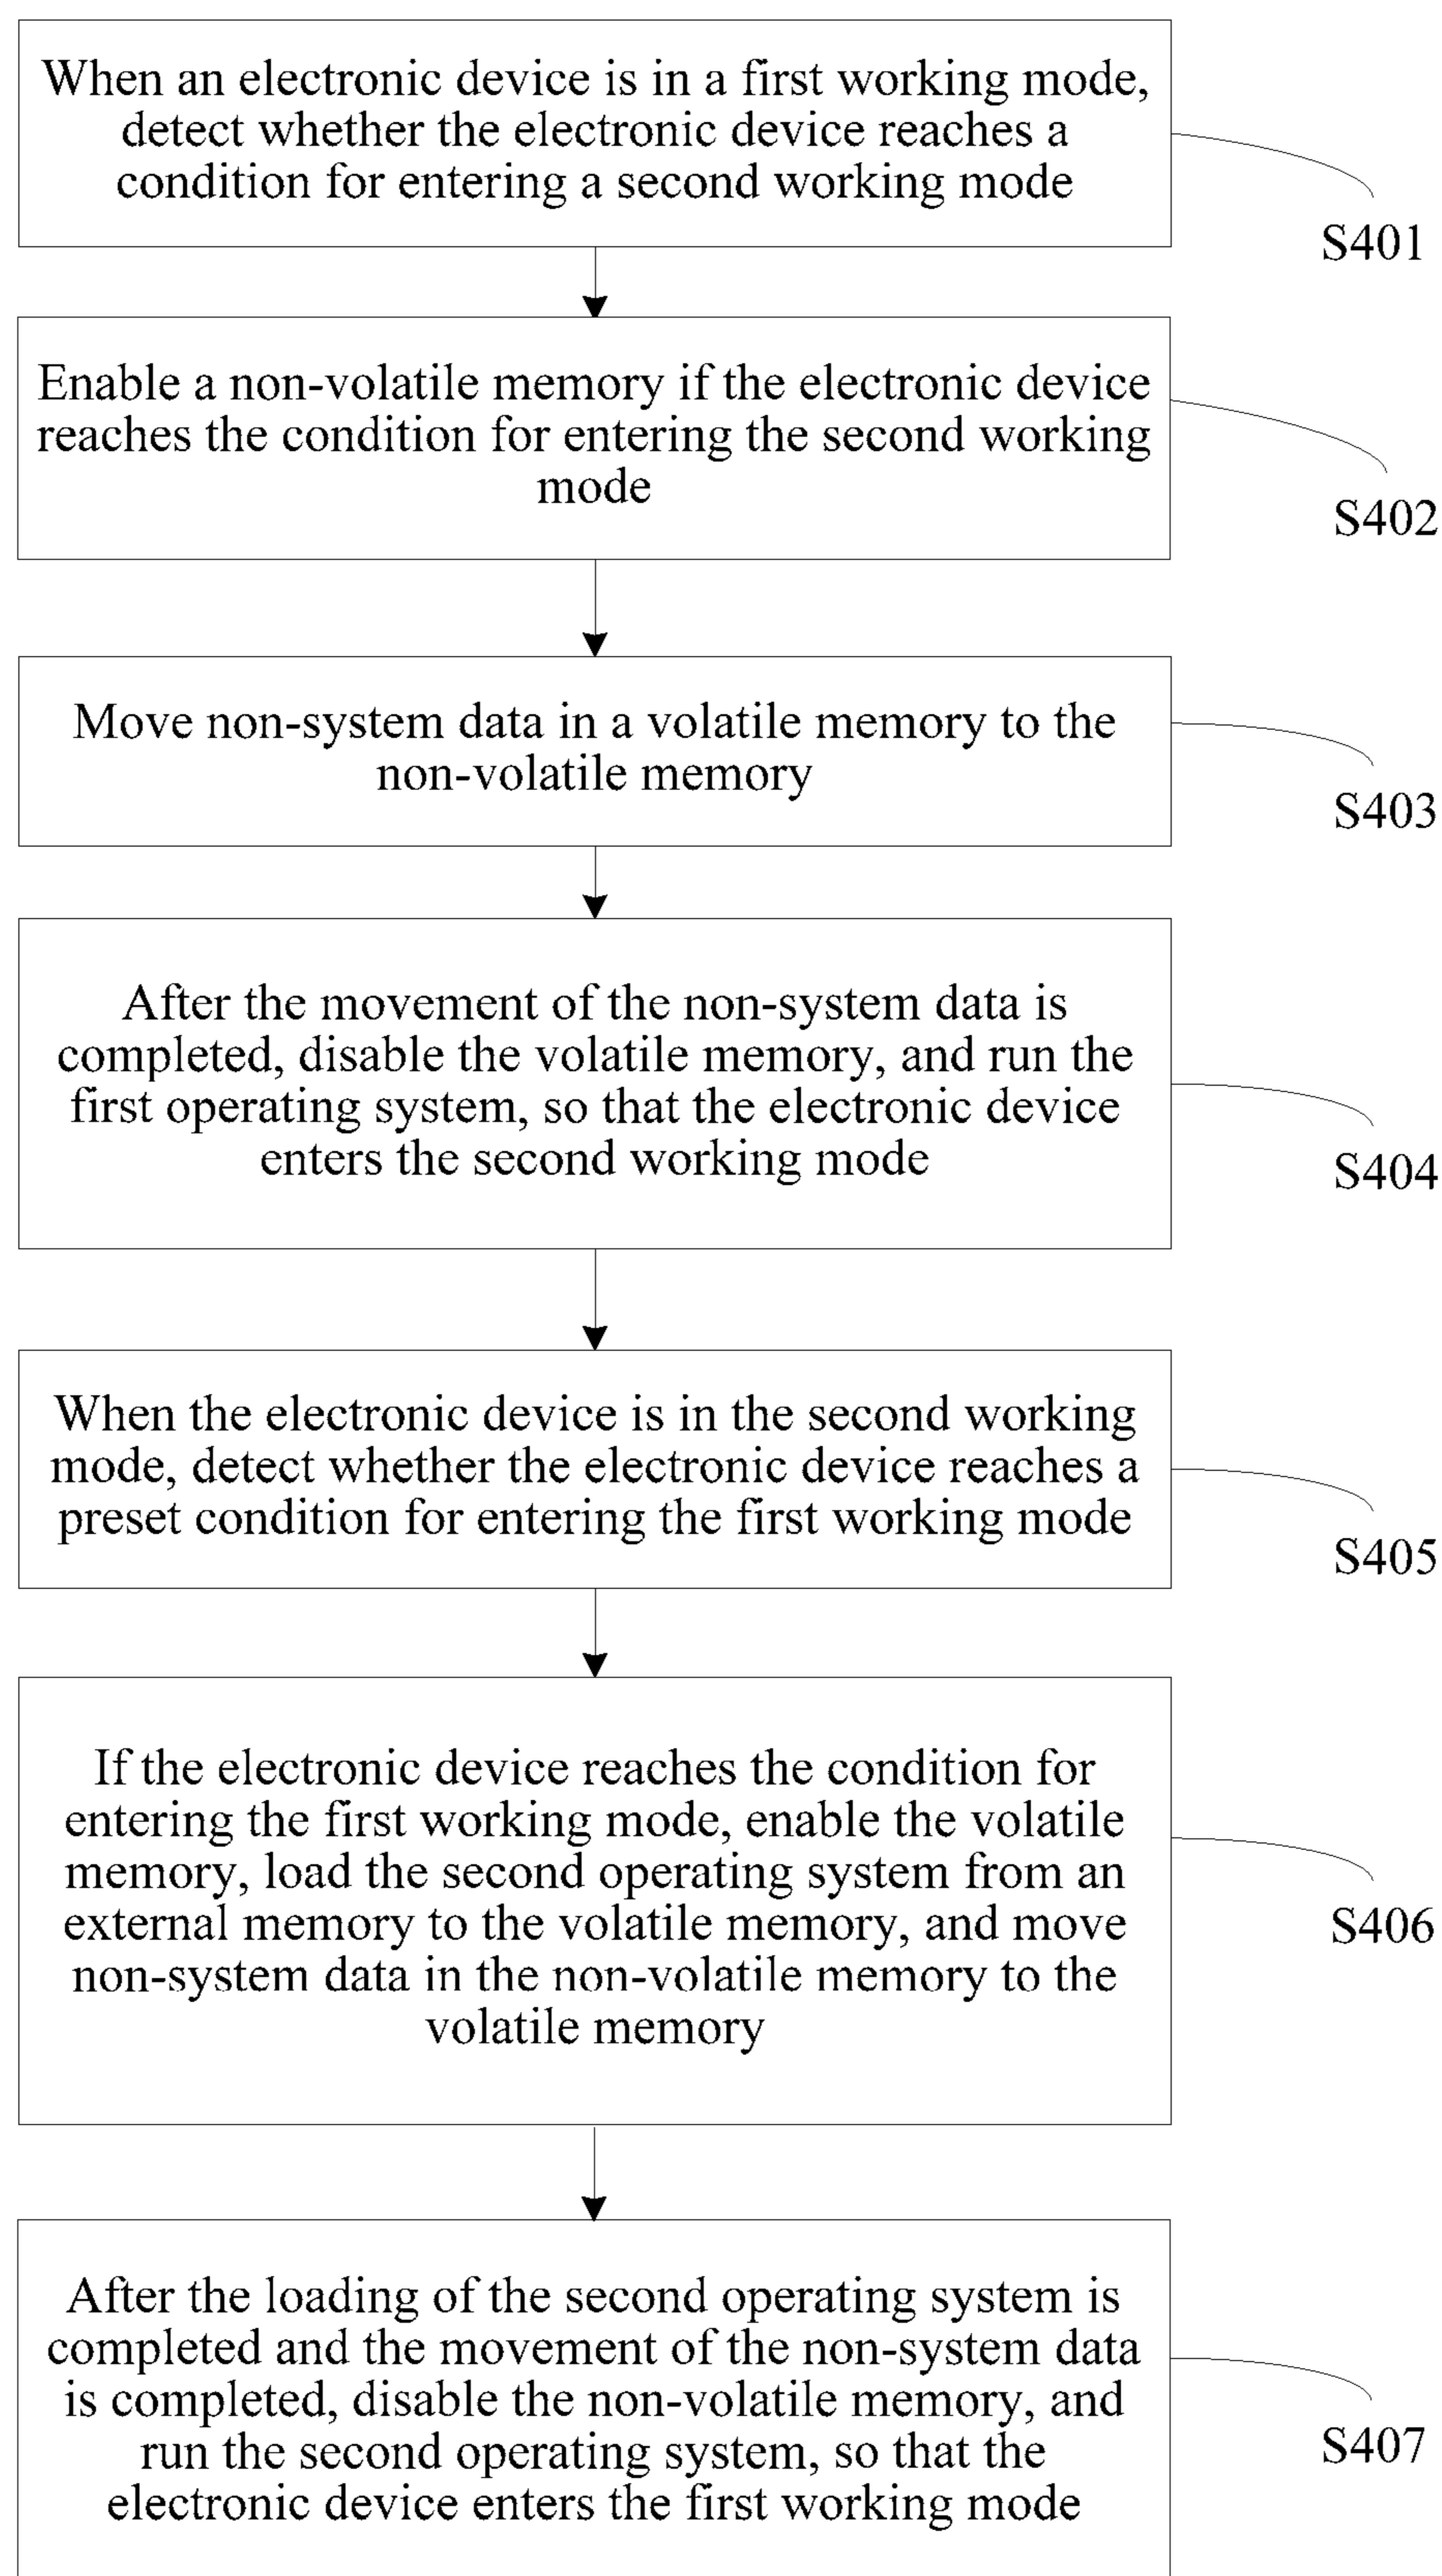 When an electronic device is in a first working mode,
detect whether the electronic device reaches a
condition for entering a second working mode
S401
Enable a non-volatile memory if the electronic device
reaches the condition for entering the second working
mode
S402
Move non-system data in a volatile memory to the
non-volatile memory
S403
After the movement of the non-system data is
completed, disable the volatile memory, and run the
first operating system, so that the electronic device
enters the second working mode
S404
When the electronic device is in the second working
mode, detect whether the electronic device reaches a
preset condition for entering the first working mode
S405
If the electronic device reaches the condition for
entering the first working mode, enable the volatile
memory, load the second operating system from an
external memory to the volatile memory, and move
non-system data in the non-volatile memory to the
volatile memory
S406
After the loading of the second operating system is
completed and the movement of the non-system data
is completed, disable the non-volatile memory, and
run the second operating system, so that the
electronic device enters the first working mode
S407